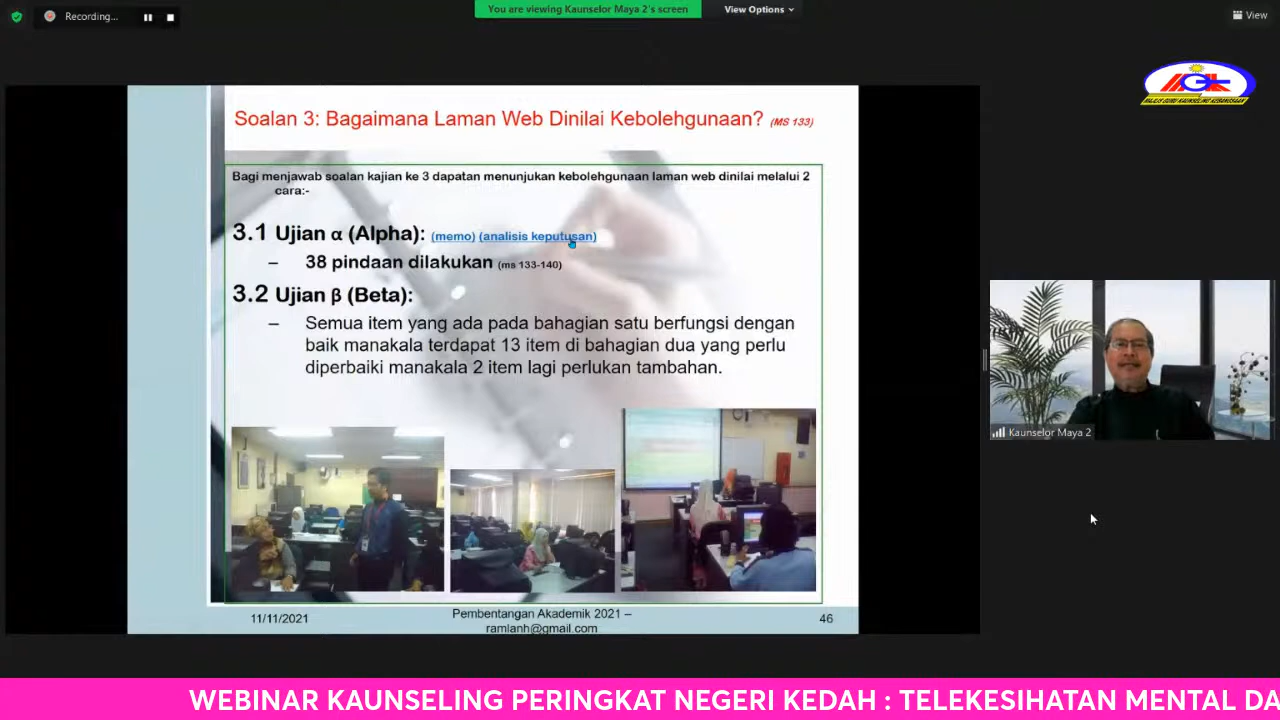 Recording...
You are viewing Kaunselor Maya 2's screen
View Options
View
MAJLIS GURU KAUNSELING KEBANGSAAN
Soalan 3: Bagaimana Laman Web Dinilai Kebolehgunaan? (MS 133)
Bagi menjawab soalan kajian ke 3 dapatan menunjukan kebolehgunaan laman web dinilai melalui 2
cara:-
3.1 Ujian α (Alpha): (memo) (analisis keputusan)
– 38 pindaan dilakukan (ms 133-140)
3.2 Ujian β (Beta):
– Semua item yang ada pada bahagian satu berfungsi dengan
baik manakala terdapat 13 item di bahagian dua yang perlu
diperbaiki manakala 2 item lagi perlukan tambahan.
Kaunselor Maya 2
11/11/2021
Pembentangan Akademik 2021 –
ramlanh@gmail.com
46
WEBINAR KAUNSELING PERINGKAT NEGERI KEDAH : TELEKESIHATAN MENTAL DA